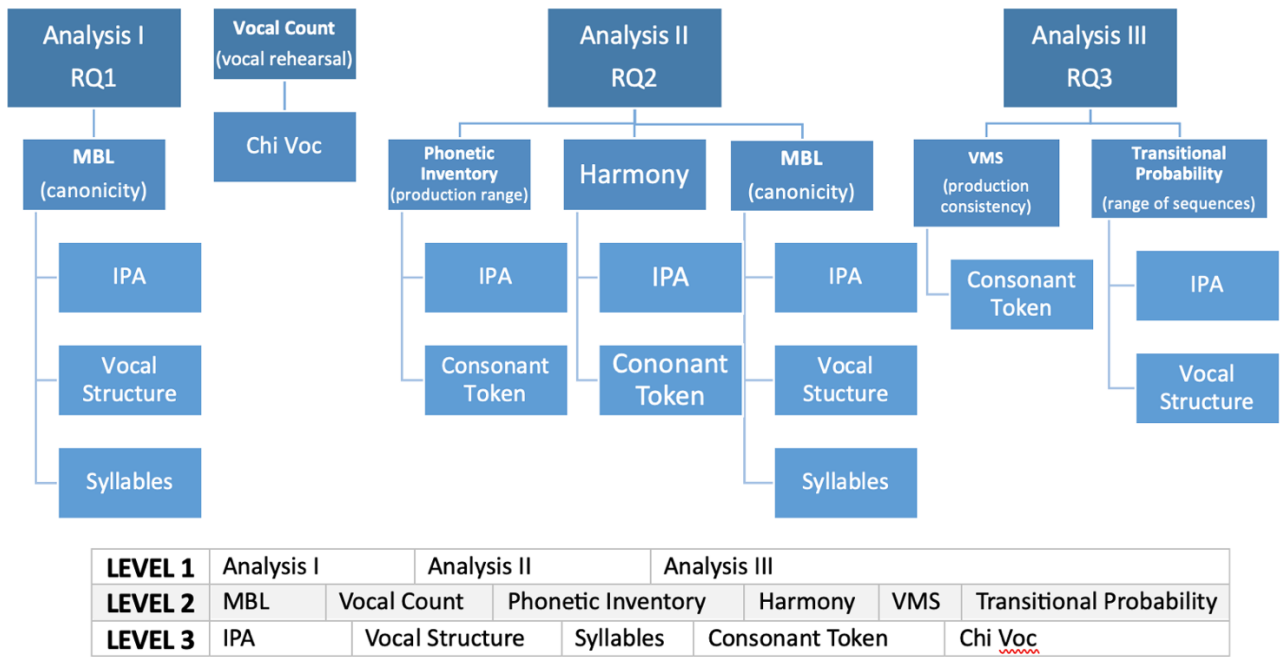 Analysis I
RQ1
MBL
(canonicity)
IPA
Vocal
Structure
Syllables
Vocal Count
(vocal rehearsal)
Chi Voc
Analysis II
RQ2
Phonetic
Inventory
(production range)
IPA
Consonant
Token
Harmony
IPA
Cononant
Token
MBL
(canonicity)
IPA
Vocal
Stucture
Syllables
Analysis III
RQ3
VMS
(production
consistency)
Consonant
Token
Transitional
Probability
(range of sequences)
IPA
Vocal
Structure
LEVEL 1 Analysis I Analysis II Analysis III
LEVEL 2 MBL Vocal Count Phonetic Inventory Harmony VMS Transitional Probability
LEVEL 3 IPA Vocal Structure Syllables Consonant Token Chi Voc